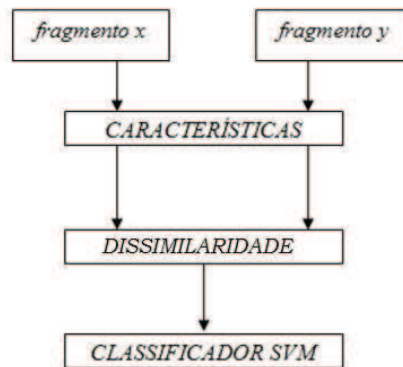 fragmento x
fragmento y
CARACTERÍSTICAS
DISSIMILARIDADE
CLASSIFICADOR SVM